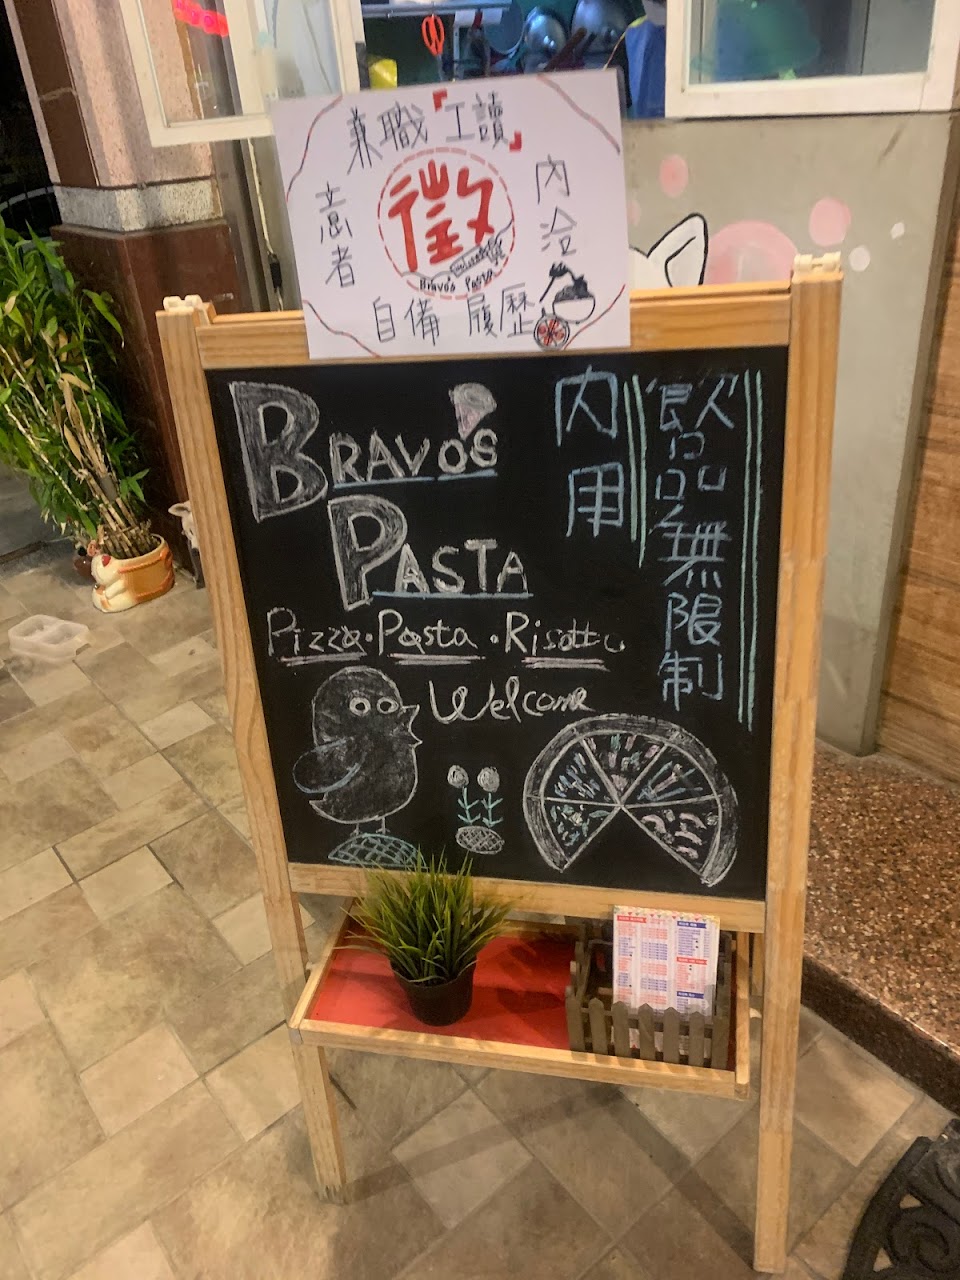 兼職「工讀」
徵
意者
內洽
Bravo's Pasta
自備 履歷
BRAVO'S
PASTA
Pizza · Pasta · Risotto
Welcome
內用
飲品無限制